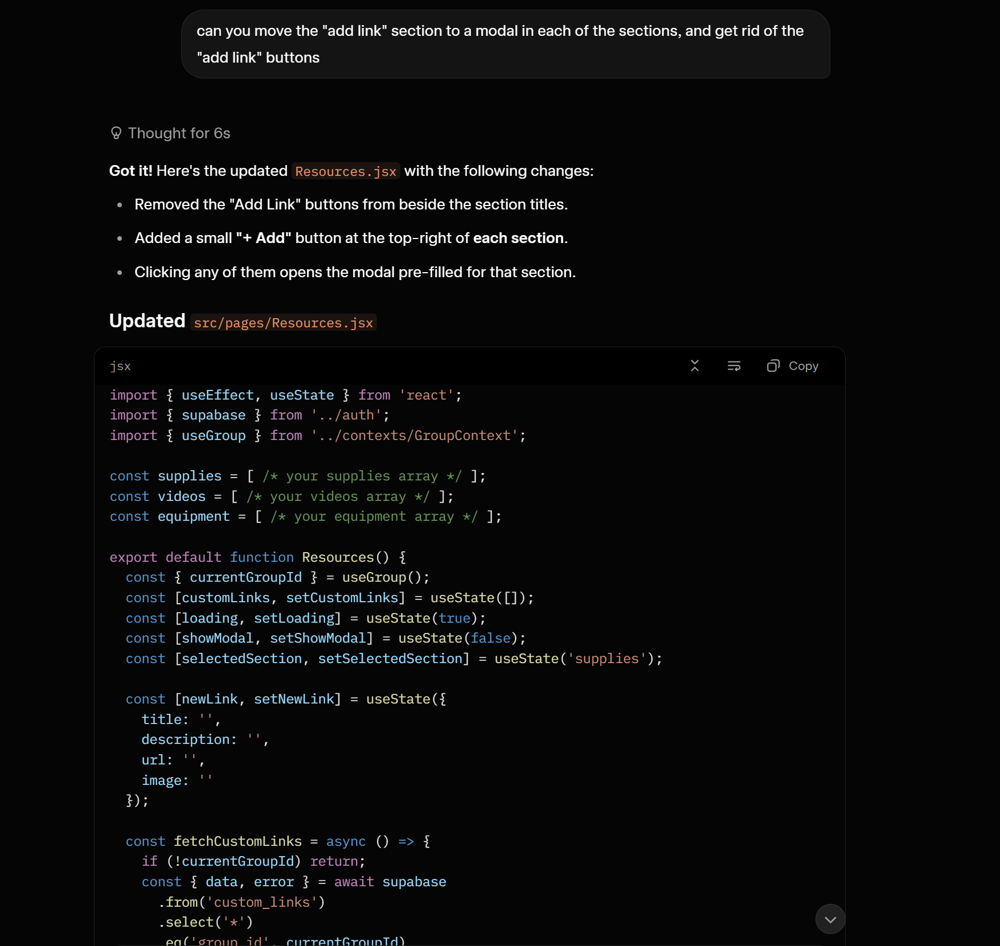 can you move the "add link" section to a modal in each of the sections, and get rid of the
"add link" buttons
Thought for 6s
Got it! Here's the updated Resources.jsx with the following changes:
• Removed the "Add Link" buttons from beside the section titles.
• Added a small "+ Add" button at the top-right of each section.
• Clicking any of them opens the modal pre-filled for that section.
Updated src/pages/Resources.jsx
jsx
Copy
import { useEffect, useState } from 'react';
import { supabase } from '../auth';
import { useGroup } from '../contexts/GroupContext';
const supplies = [ /* your supplies array */ ];
const videos = [ /* your videos array */ ];
const equipment = [ /* your equipment array */ ];
export default function Resources() {
  const { currentGroupId } = useGroup();
  const [customLinks, setCustomLinks] = useState([]);
  const [loading, setLoading] = useState(true);
  const [showModal, setShowModal] = useState(false);
  const [selectedSection, setSelectedSection] = useState('supplies');
  const [newLink, setNewLink] = useState({
    title: '',
    description: '',
    url: '',
    image: ''
  });
  const fetchCustomLinks = async () => {
    if (!currentGroupId) return;
    const { data, error } = await supabase
      .from('custom_links')
      .select('*')
      .eq('group_id', currentGroupId)